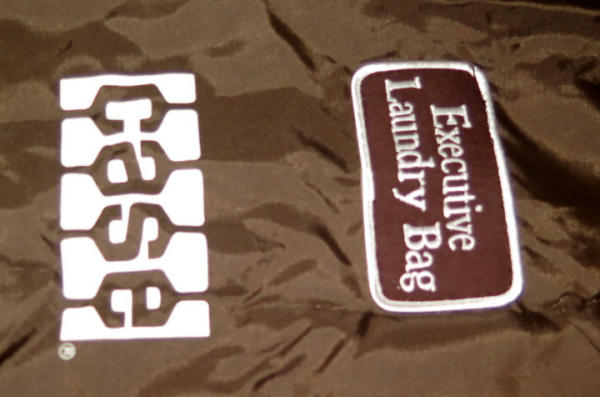 Executive
Laundry Bag
case
®